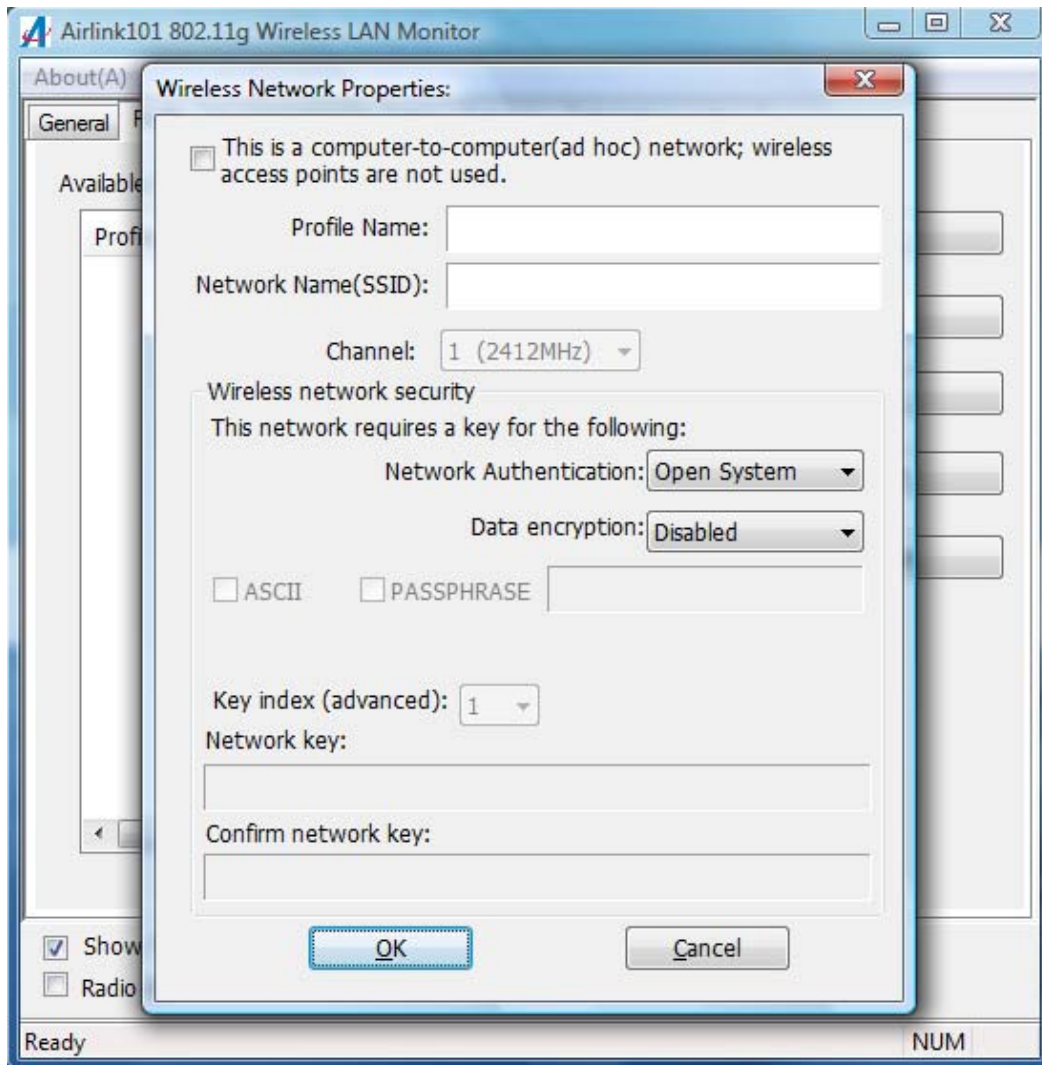 Airlink101 802.11g Wireless LAN Monitor
About(A)
Wireless Network Properties:
General
This is a computer-to-computer(ad hoc) network; wireless
access points are not used.
Available
Profile Name:
Network Name(SSID):
Channel: 1 (2412MHz)
Wireless network security
This network requires a key for the following:
Network Authentication: Open System
Data encryption: Disabled
ASCII PASSPHRASE
Key index (advanced): 1
Network key:
Confirm network key:
OK Cancel
Show
Radio
Ready NUM